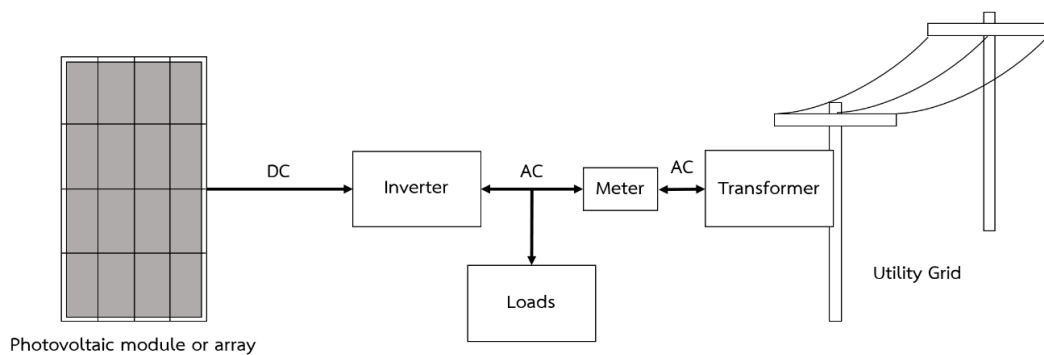 DC
Inverter
AC
Meter
AC
Transformer
Loads
Utility Grid
Photovoltaic module or array